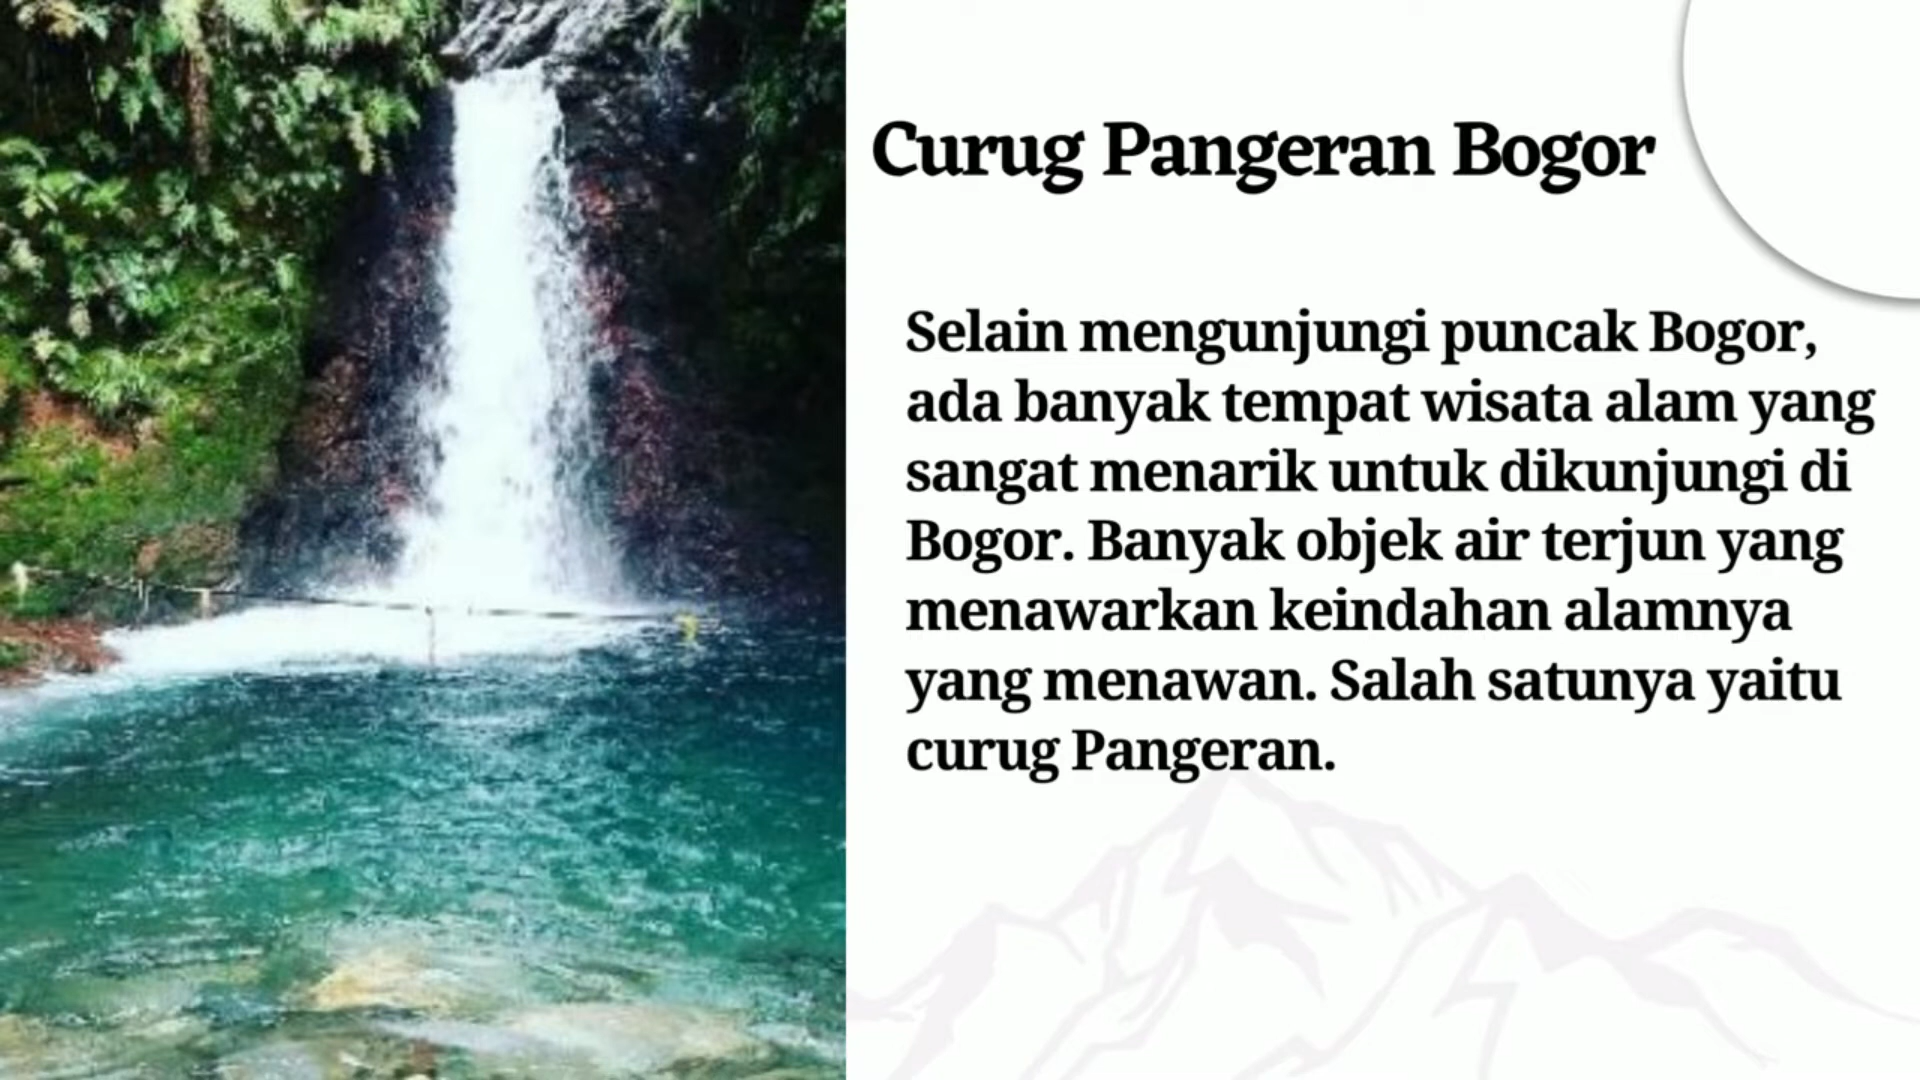 Curug Pangeran Bogor
Selain mengunjungi puncak Bogor,
ada banyak tempat wisata alam yang
sangat menarik untuk dikunjungi di
Bogor. Banyak objek air terjun yang
menawarkan keindahan alamnya
yang menawan. Salah satunya yaitu
curug Pangeran.